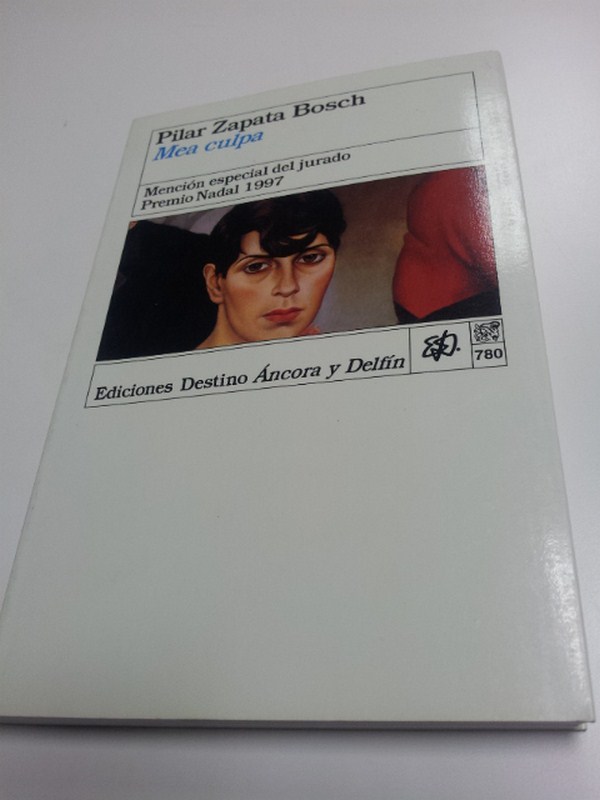 Pilar Zapata Bosch
Mea culpa
Mención especial del jurado
Premio Nadal 1997
Ediciones Destino Áncora y Delfín
780